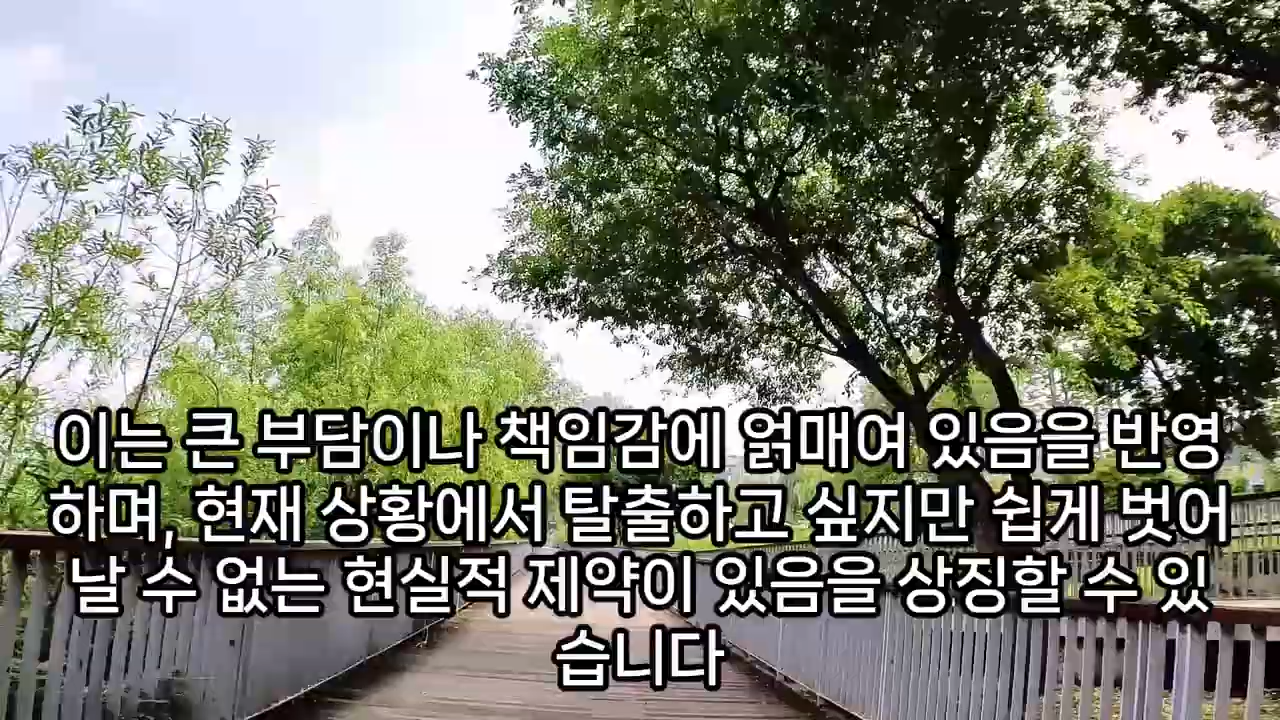 이는 큰 부담이나 책임감에 얽매여 있음을 반영
하며, 현재 상황에서 탈출하고 싶지만 쉽게 벗어
날 수 없는 현실적 제약이 있음을 상징할 수 있
습니다